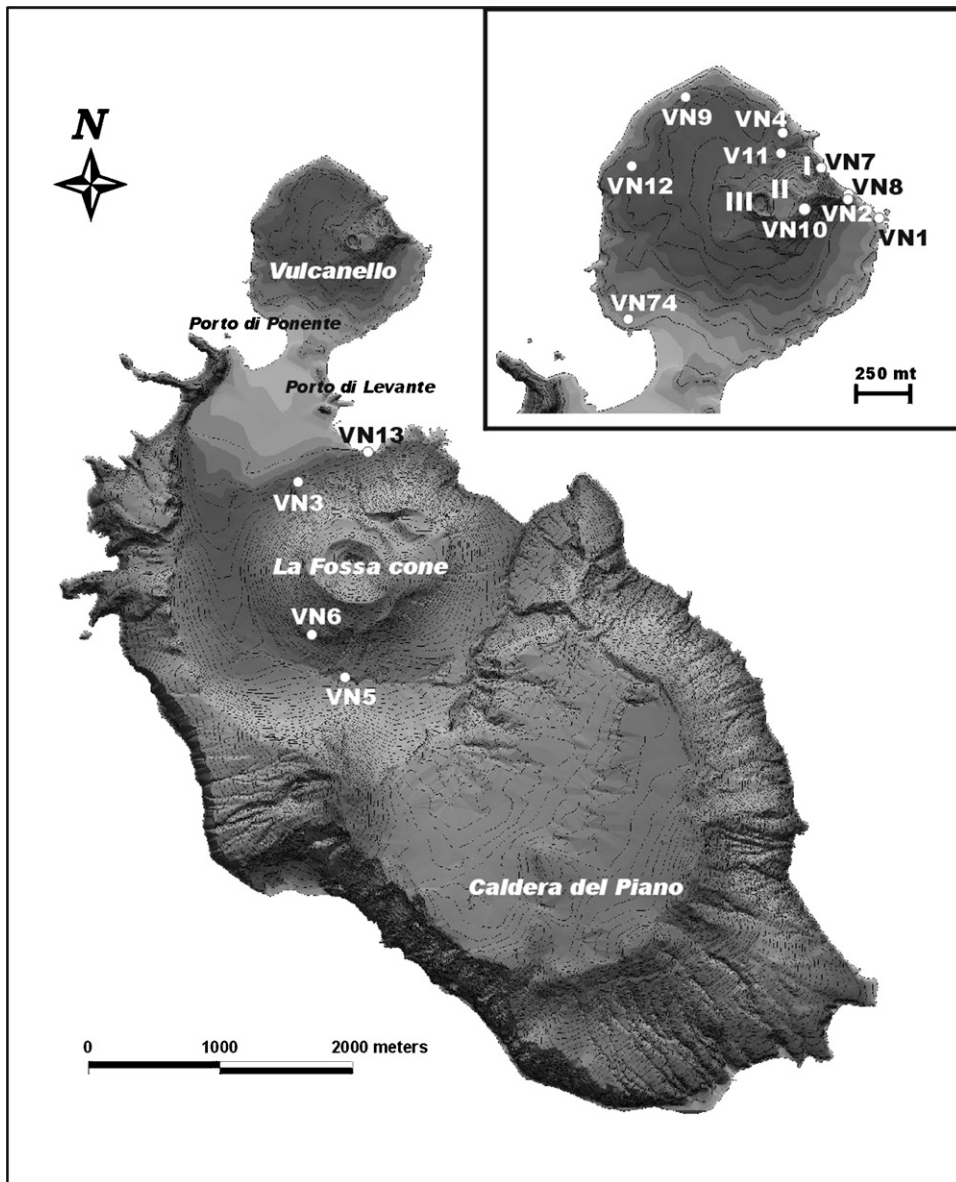 N
Vulcanello
Porto di Ponente
Porto di Levante
VN13
VN3
La Fossa cone
VN6
VN5
Caldera del Piano
0 1000 2000 meters
VN9
VN4
V11
I
VN7
VN12
II
VN8
III
VN2
VN10
VN1
VN74
250 mt